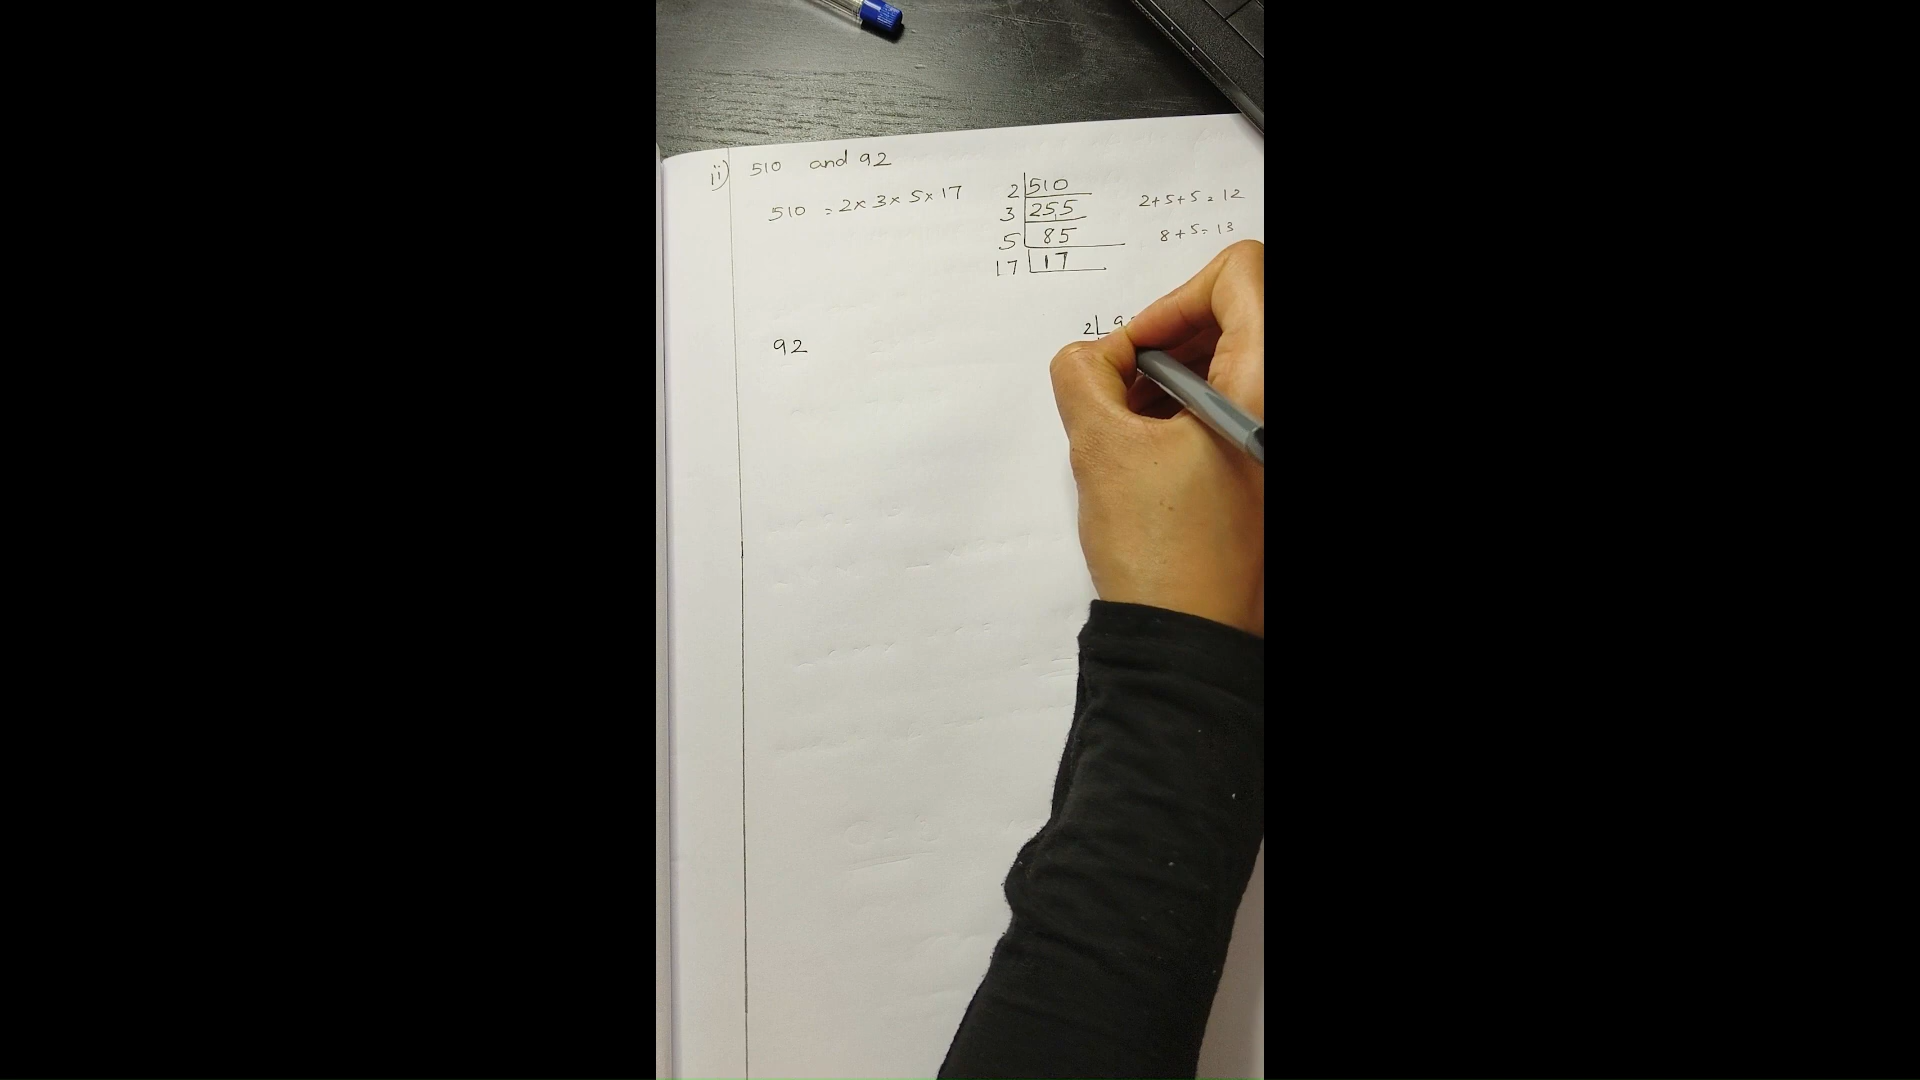 ii) 510 and 92
510 = 2 × 3 × 5 × 17
2 510
3 255
5 85
17 17
2+5+5 = 12
8+5 = 13
92
2 9